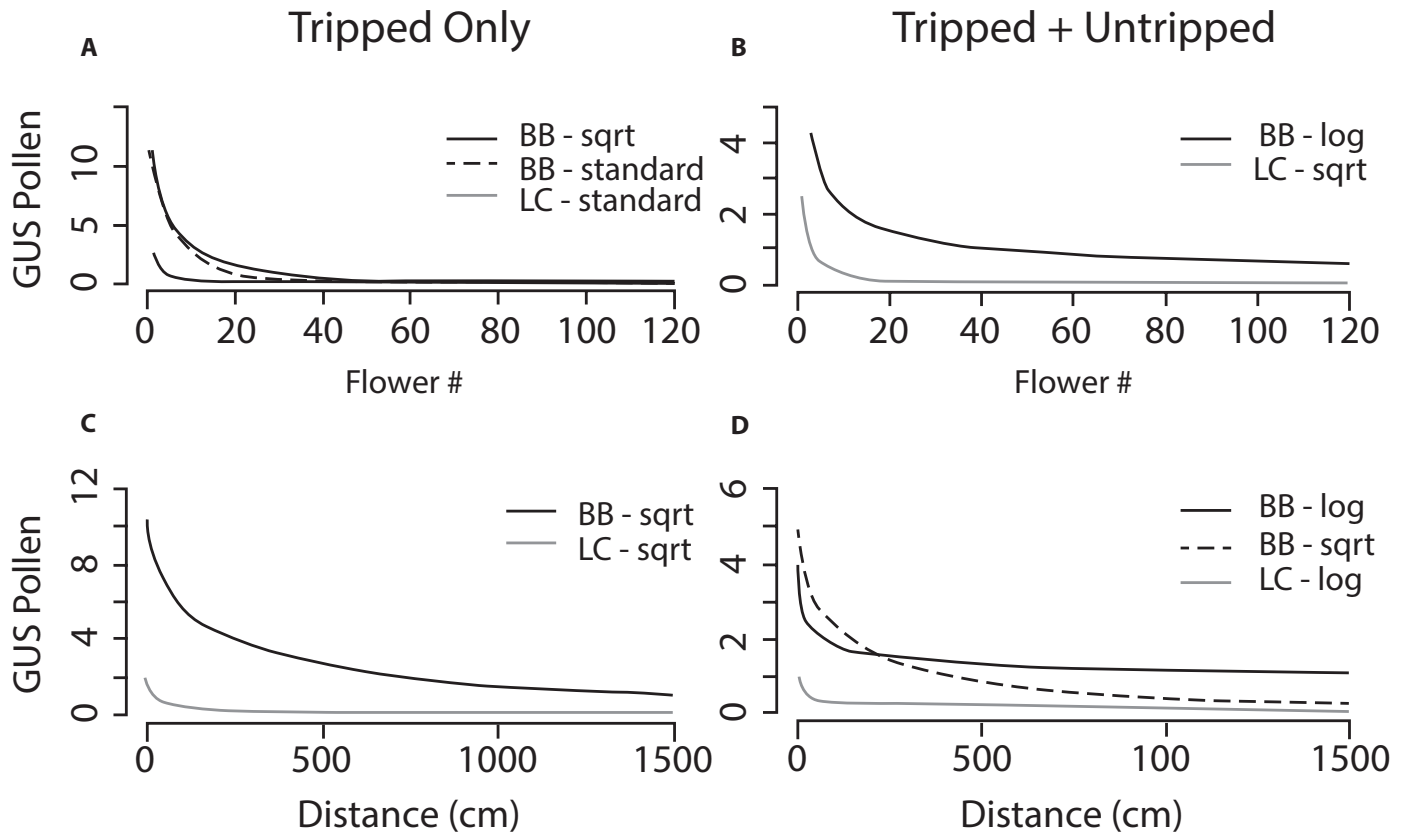 Tripped Only
Tripped + Untripped
A
B
GUS Pollen
0 5 10
BB - sqrt
BB - standard
LC - standard
0 20 40 60 80 100 120
Flower #
0 2 4
BB - log
LC - sqrt
0 20 40 60 80 100 120
Flower #
C
D
GUS Pollen
0 4 8 12
BB - sqrt
LC - sqrt
0 500 1000 1500
Distance (cm)
0 2 4 6
BB - log
BB - sqrt
LC - log
0 500 100 1500
Distance (cm)